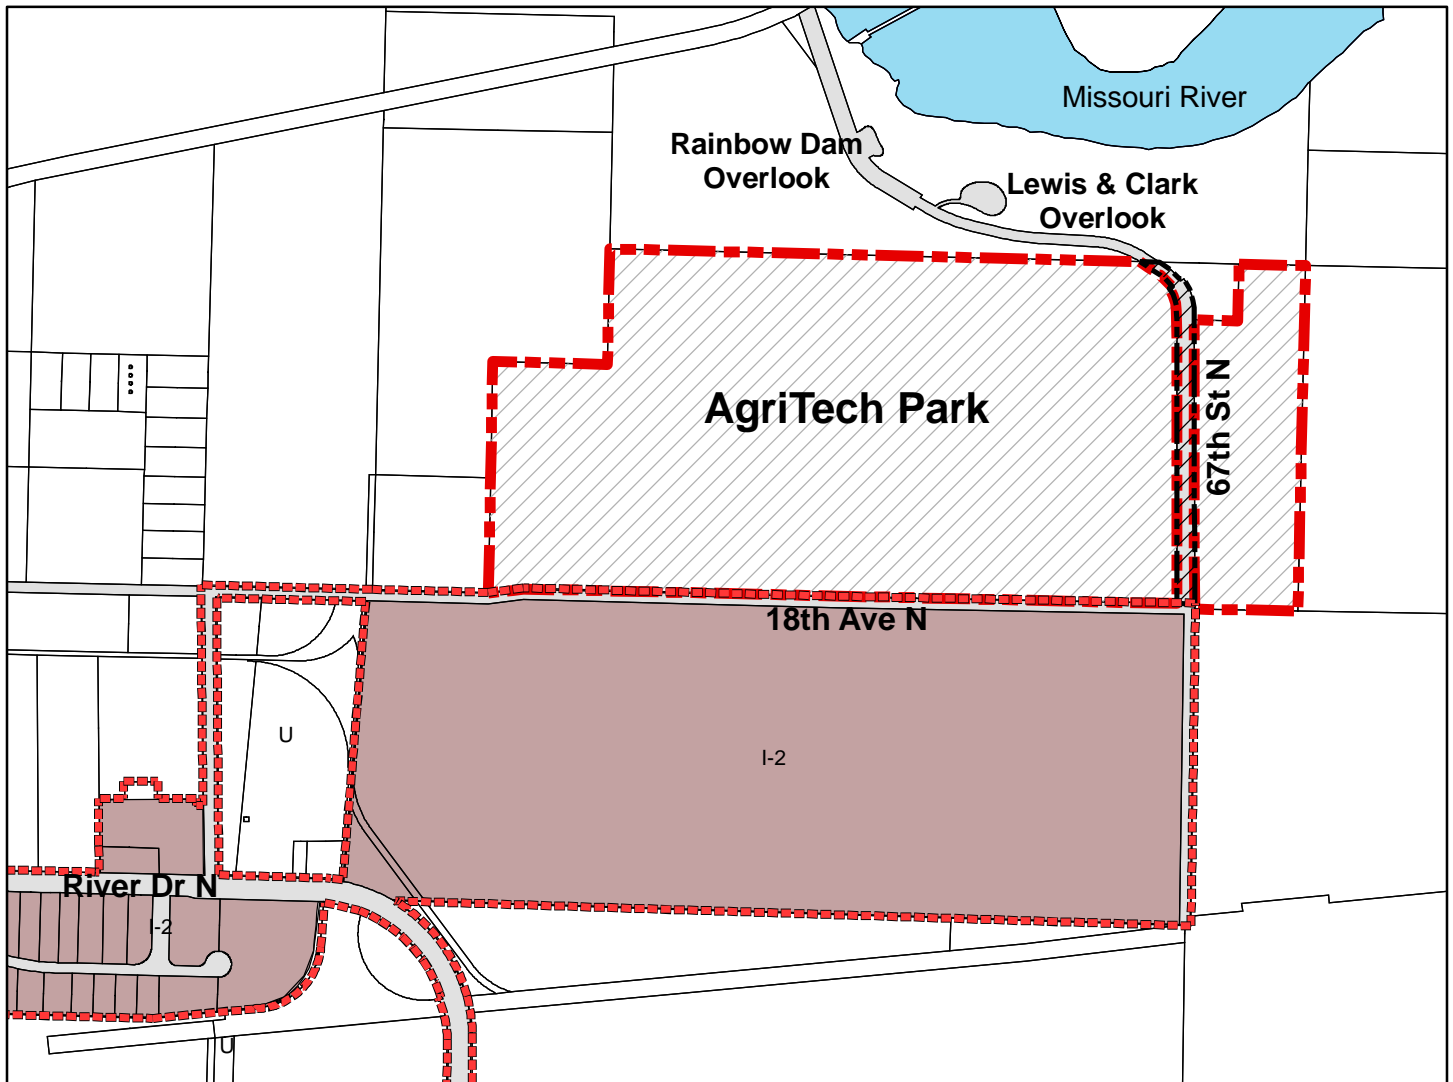 Missouri River
Rainbow Dam
Overlook
Lewis & Clark
Overlook
AgriTech Park
67th St N
18th Ave N
U
I-2
River Dr N
I-2
U